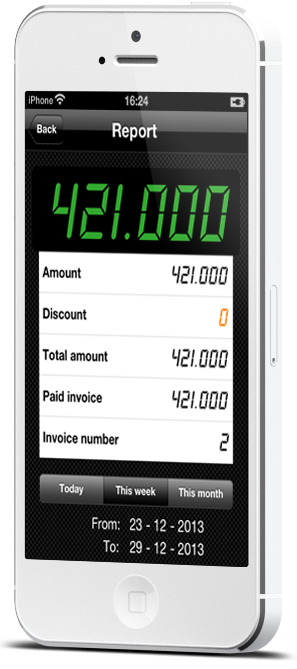 iPhone 16:24
Back Report
421.000
Amount 421.000
Discount 0
Total amount 421.000
Paid invoice 421.000
Invoice number 2
Today This week This month
From: 23 - 12 - 2013
To: 29 - 12 - 2013